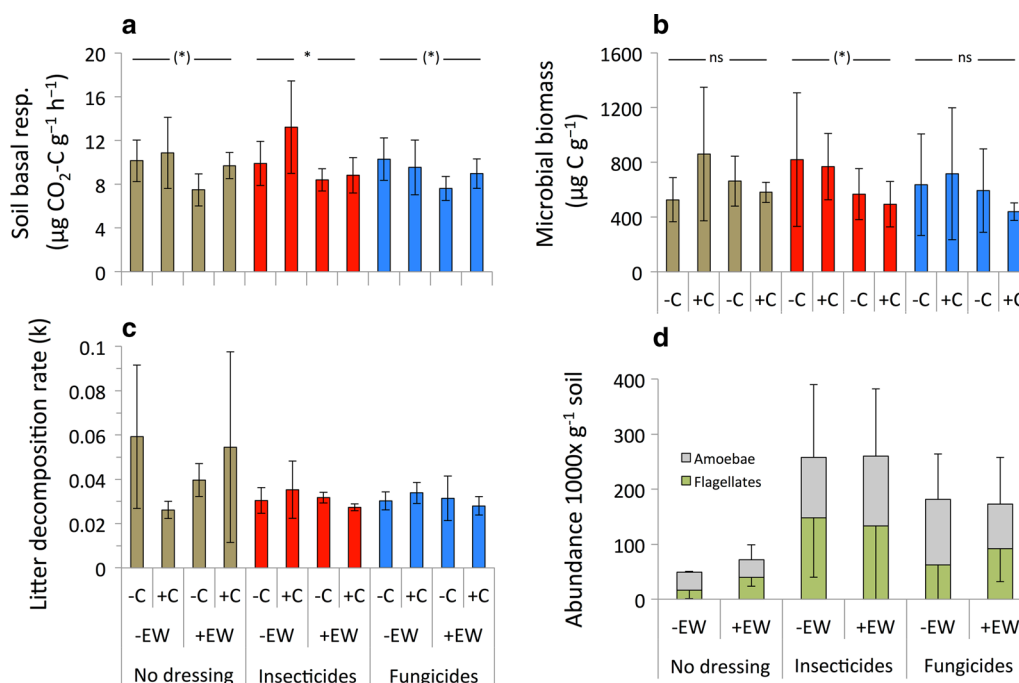 a
Soil basal resp.
(µg CO₂-C g⁻¹ h⁻¹)
20
16
12
8
4
0
(*)
*
(*)
b
Microbial biomass
(µg C g⁻¹)
1600
1200
800
400
0
ns
(*)
ns
-C +C -C +C -C +C -C +C -C +C -C +C
c
Litter decomposition rate (k)
0.1
0.08
0.06
0.04
0.02
0
-C +C -C +C -C +C -C +C -C +C -C +C
-EW +EW -EW +EW -EW +EW
No dressing Insecticides Fungicides
d
Abundance 1000x g⁻¹ soil
400
300
200
100
0
Amoebae
Flagellates
-EW +EW -EW +EW -EW +EW
No dressing Insecticides Fungicides